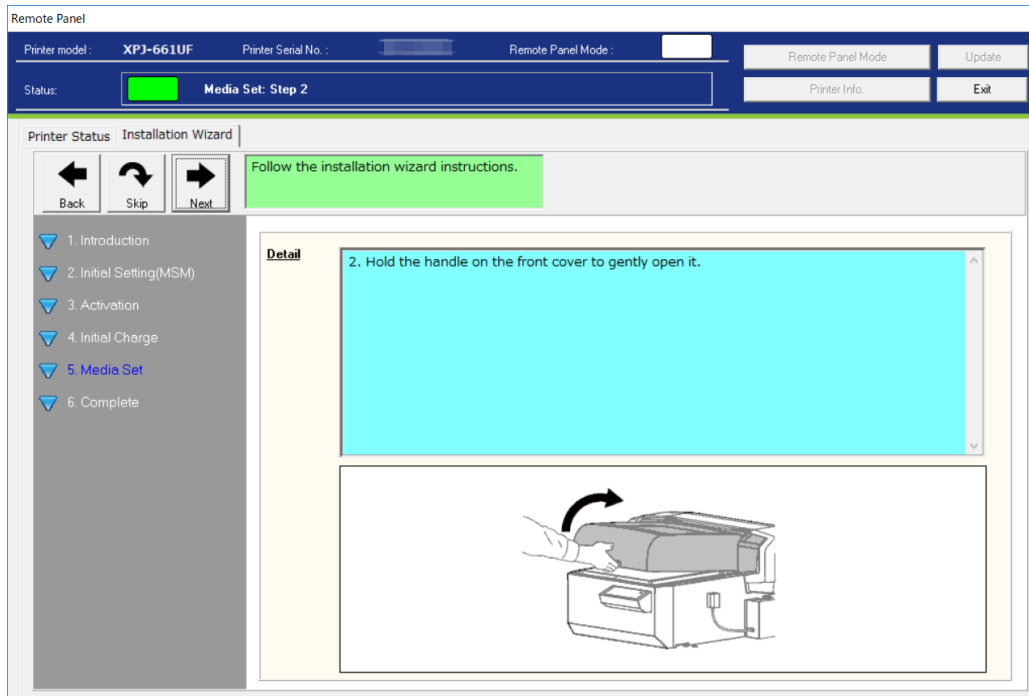 Remote Panel
Printer model : XPJ-661UF Printer Serial No. : Remote Panel Mode :
Remote Panel Mode Update
Status: Media Set: Step 2
Printer Info. Exit
Printer Status Installation Wizard
Back Skip Next
Follow the installation wizard instructions.
1. Introduction
2. Initial Setting(MSM)
3. Activation
4. Initial Charge
5. Media Set
6. Complete
Detail
2. Hold the handle on the front cover to gently open it.